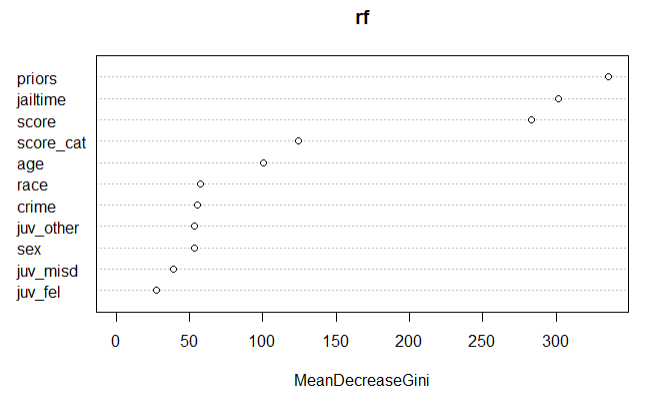 rf
priors
jailtime
score
score_cat
age
race
crime
juv_other
sex
juv_misd
juv_fel
0 50 100 150 200 250 300
MeanDecreaseGini